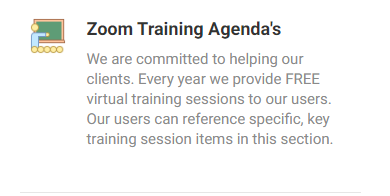 Zoom Training Agenda's
We are committed to helping our
clients. Every year we provide FREE
virtual training sessions to our users.
Our users can reference specific, key
training session items in this section.